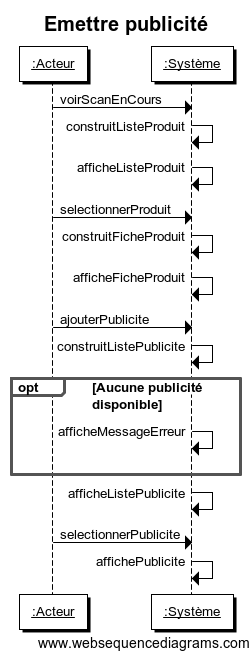 Emettre publicité
:Acteur :Système
voirScanEnCours
construitListeProduit
afficheListeProduit
selectionnerProduit
construitFicheProduit
afficheFicheProduit
ajouterPublicite
construitListePublicite
opt [Aucune publicité
disponible]
afficheMessageErreur
afficheListePublicite
selectionnerPublicite
affichePublicite
:Acteur :Système
www.websequencediagrams.com